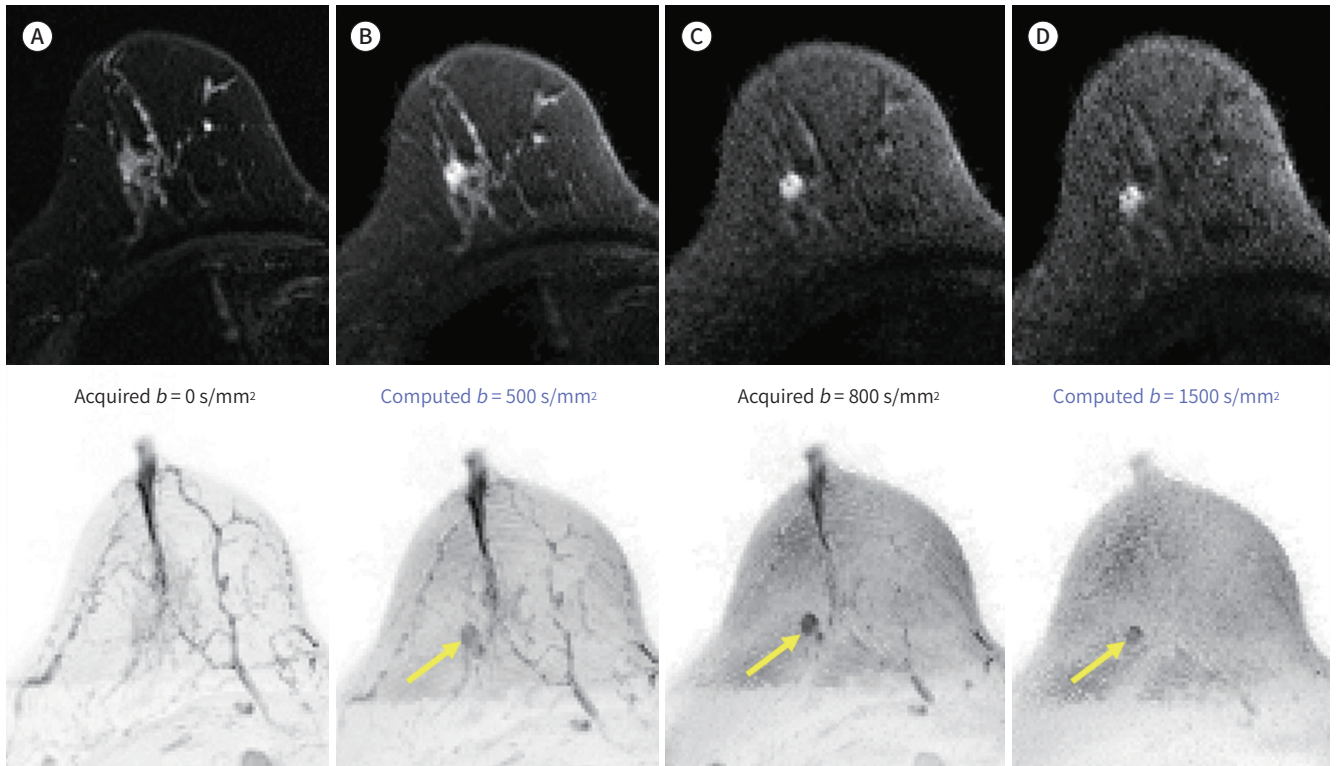 A
B
C
D
Acquired b = 0 s/mm²
Computed b = 500 s/mm²
Acquired b = 800 s/mm²
Computed b = 1500 s/mm²